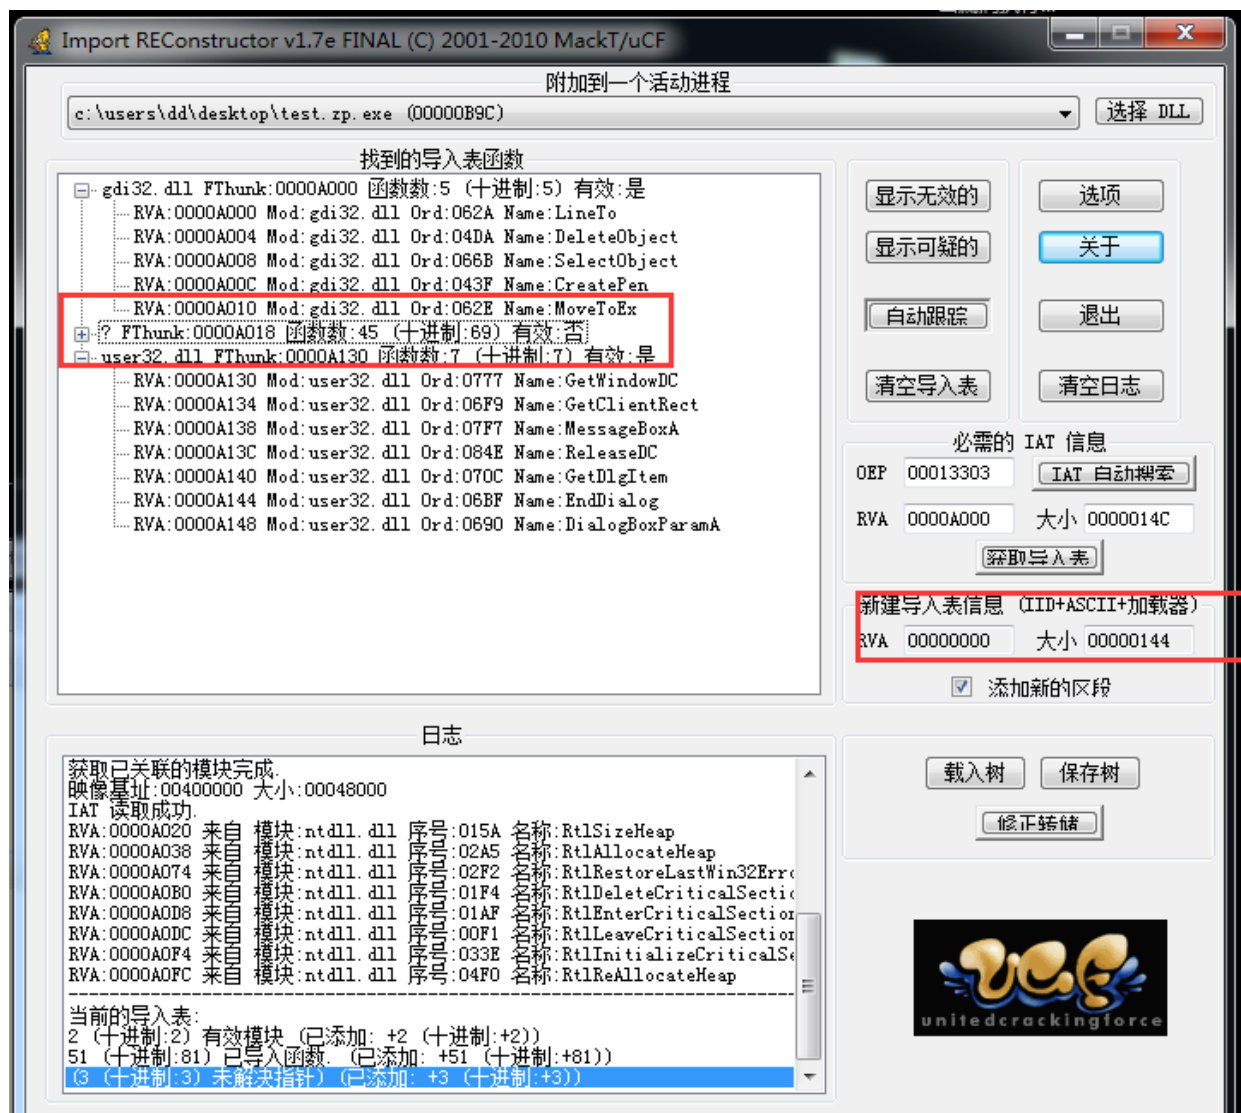 Import REConstructor v1.7e FINAL (C) 2001-2010 MackT/uCF
附加到一个活动进程
c:\users\dd\desktop\test.zp.exe (00000B9C)
选择 DLL
找到的导入表函数
gdi32.dll FThunk:0000A000 函数数:5 (十进制:5) 有效:是
RVA:0000A000 Mod:gdi32.dll Ord:062A Name:LineTo
RVA:0000A004 Mod:gdi32.dll Ord:04DA Name:DeleteObject
RVA:0000A008 Mod:gdi32.dll Ord:066B Name:SelectObject
RVA:0000A00C Mod:gdi32.dll Ord:043F Name:CreatePen
RVA:0000A010 Mod:gdi32.dll Ord:062E Name:MoveToEx
? FThunk:0000A018 函数数:45 (十进制:69) 有效:否
user32.dll FThunk:0000A130 函数数:7 (十进制:7) 有效:是
RVA:0000A130 Mod:user32.dll Ord:0777 Name:GetWindowDC
RVA:0000A134 Mod:user32.dll Ord:06F9 Name:GetClientRect
RVA:0000A138 Mod:user32.dll Ord:07F7 Name:MessageBoxA
RVA:0000A13C Mod:user32.dll Ord:084E Name:ReleaseDC
RVA:0000A140 Mod:user32.dll Ord:070C Name:GetDlgItem
RVA:0000A144 Mod:user32.dll Ord:06BF Name:EndDialog
RVA:0000A148 Mod:user32.dll Ord:0690 Name:DialogBoxParamA
显示无效的
选项
显示可疑的
关于
自动跟踪
退出
清空导入表
清空日志
必需的 IAT 信息
OEP 00013303 IAT 自动搜索
RVA 0000A000 大小 0000014C
获取导入表
新建导入表信息 (IID+ASCII+加载器)
RVA 00000000 大小 00000144
添加新的区段
日志
获取已关联的模块完成.
映像基址:00400000 大小:00048000
IAT 读取成功.
RVA:0000A020 来自 模块:ntdll.dll 序号:015A 名称:RtlSizeHeap
RVA:0000A038 来自 模块:ntdll.dll 序号:02A5 名称:RtlAllocateHeap
RVA:0000A074 来自 模块:ntdll.dll 序号:02F2 名称:RtlRestoreLastWin32Err
RVA:0000A0B0 来自 模块:ntdll.dll 序号:01F4 名称:RtlDeleteCriticalSectio
RVA:0000A0D8 来自 模块:ntdll.dll 序号:01AF 名称:RtlEnterCriticalSection
RVA:0000A0DC 来自 模块:ntdll.dll 序号:00F1 名称:RtlLeaveCriticalSection
RVA:0000A0F4 来自 模块:ntdll.dll 序号:033E 名称:RtlInitializeCriticalSe
RVA:0000A0FC 来自 模块:ntdll.dll 序号:04F0 名称:RtlReAllocateHeap
当前的导入表:
2 (十进制:2) 有效模块 (已添加: +2 (十进制:+2))
51 (十进制:81) 已导入函数. (已添加: +51 (十进制:+81))
(3 (十进制:3) 未解决指针) (已添加: +3 (十进制:+3))
载入树
保存树
修正转储
UCF
unitedcrackingforce